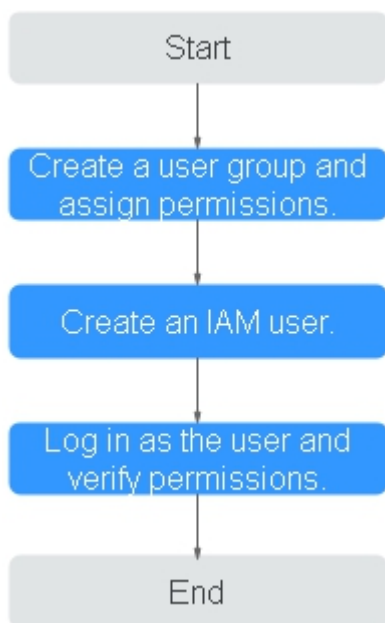 Start
Create a user group and
assign permissions.
Create an IAM user.
Log in as the user and
verify permissions.
End